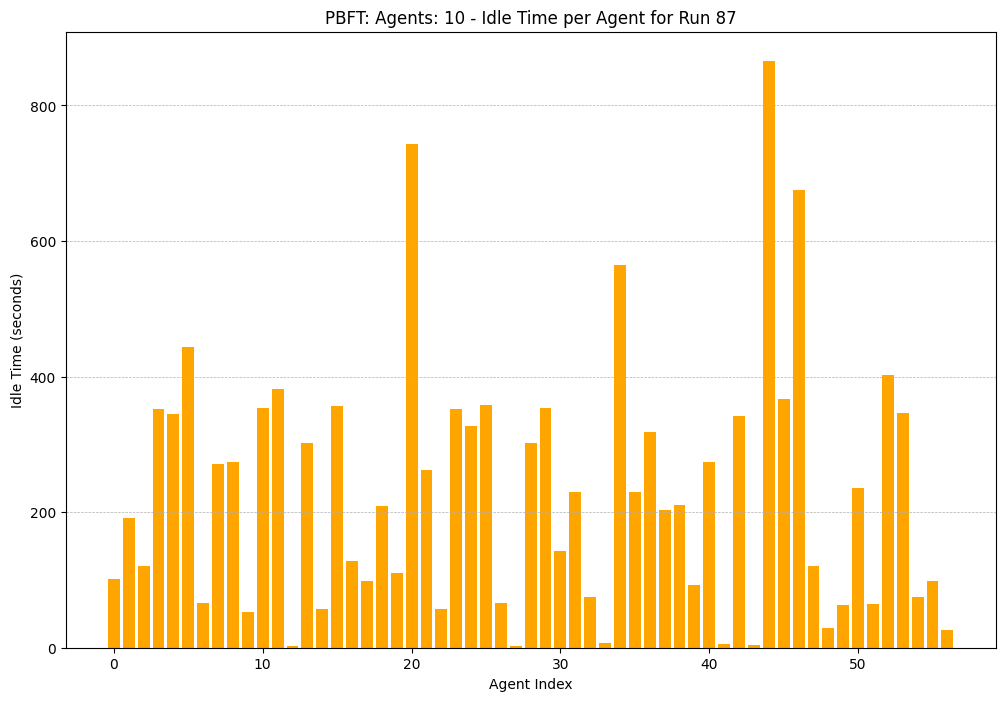 PBFT: Agents: 10 - Idle Time per Agent for Run 87
Idle Time (seconds)
800
600
400
200
0
0 10 20 30 40 50
Agent Index